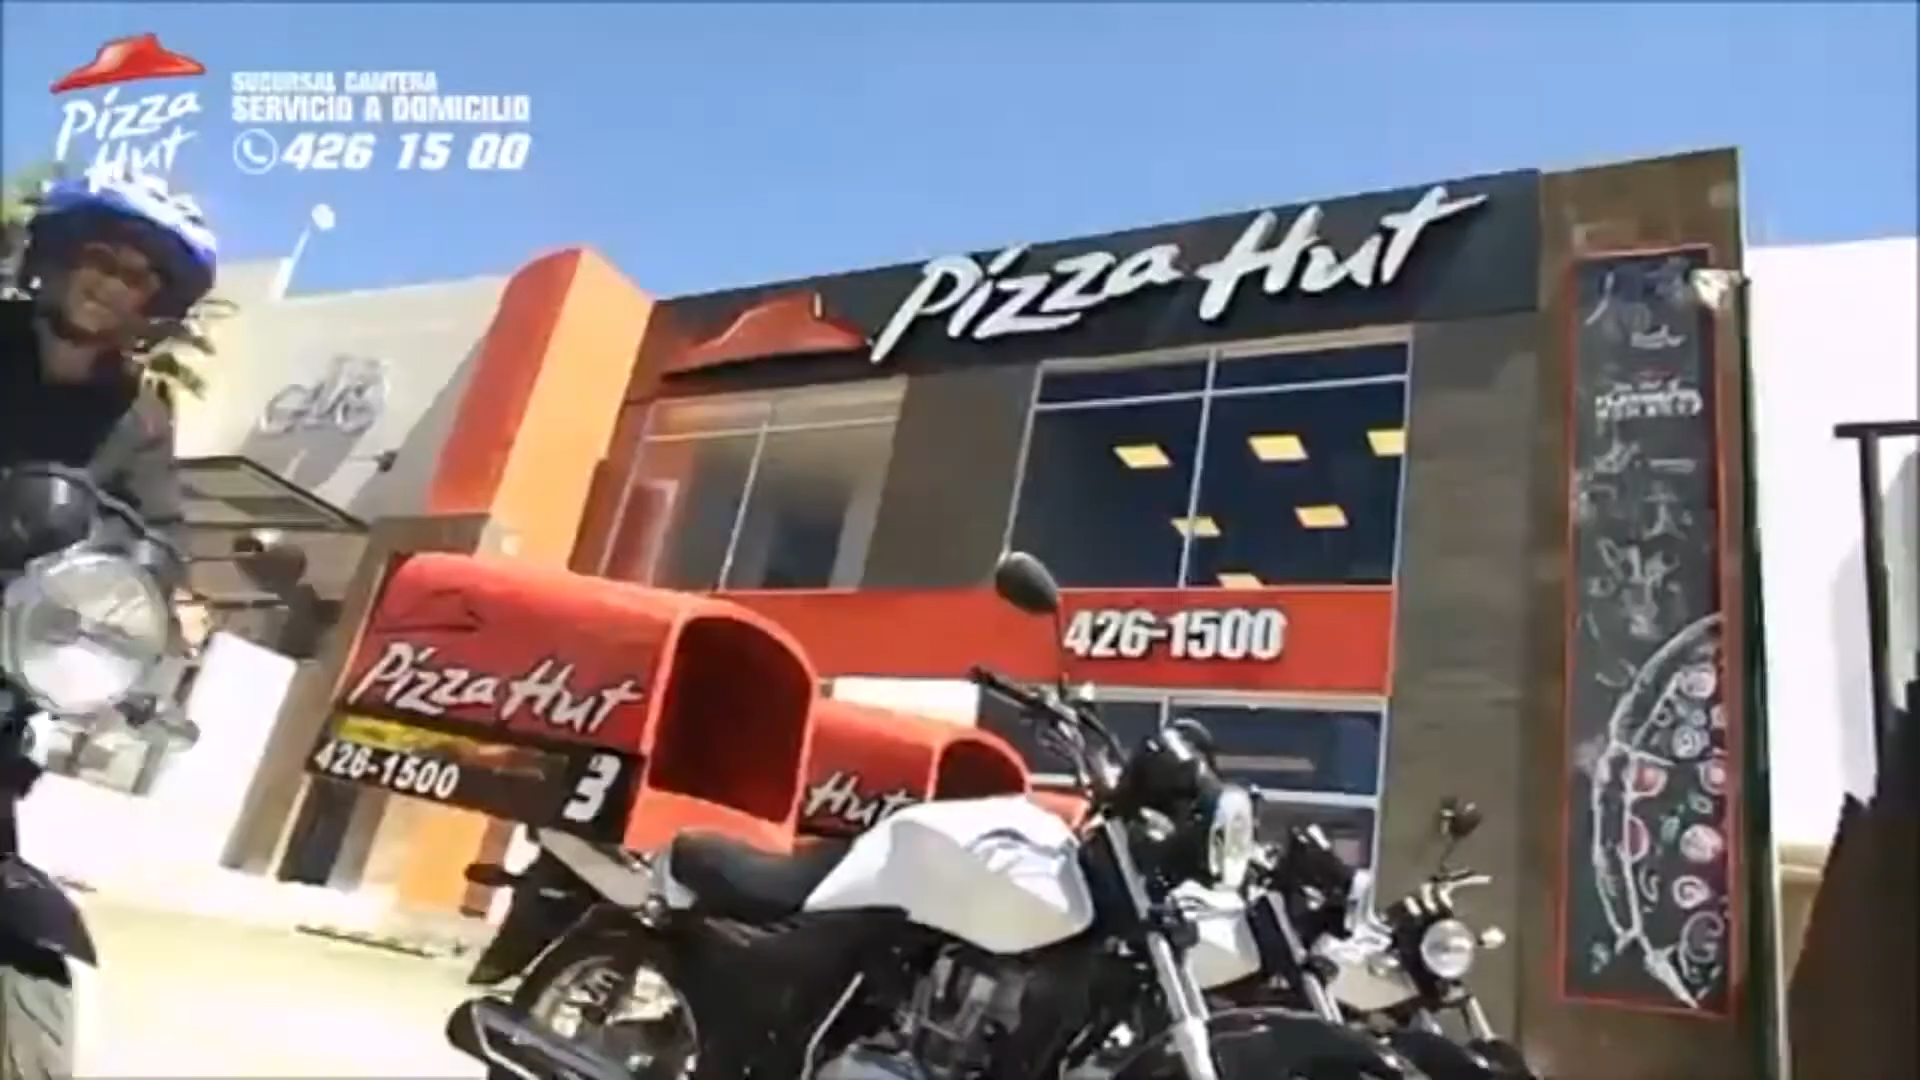 Pizza
Hut
SUCURSAL CANTERA
SERVICIO A DOMICILIO
426 15 00
Pizza Hut
426-1500
Pizza Hut
426-1500
3
Hut